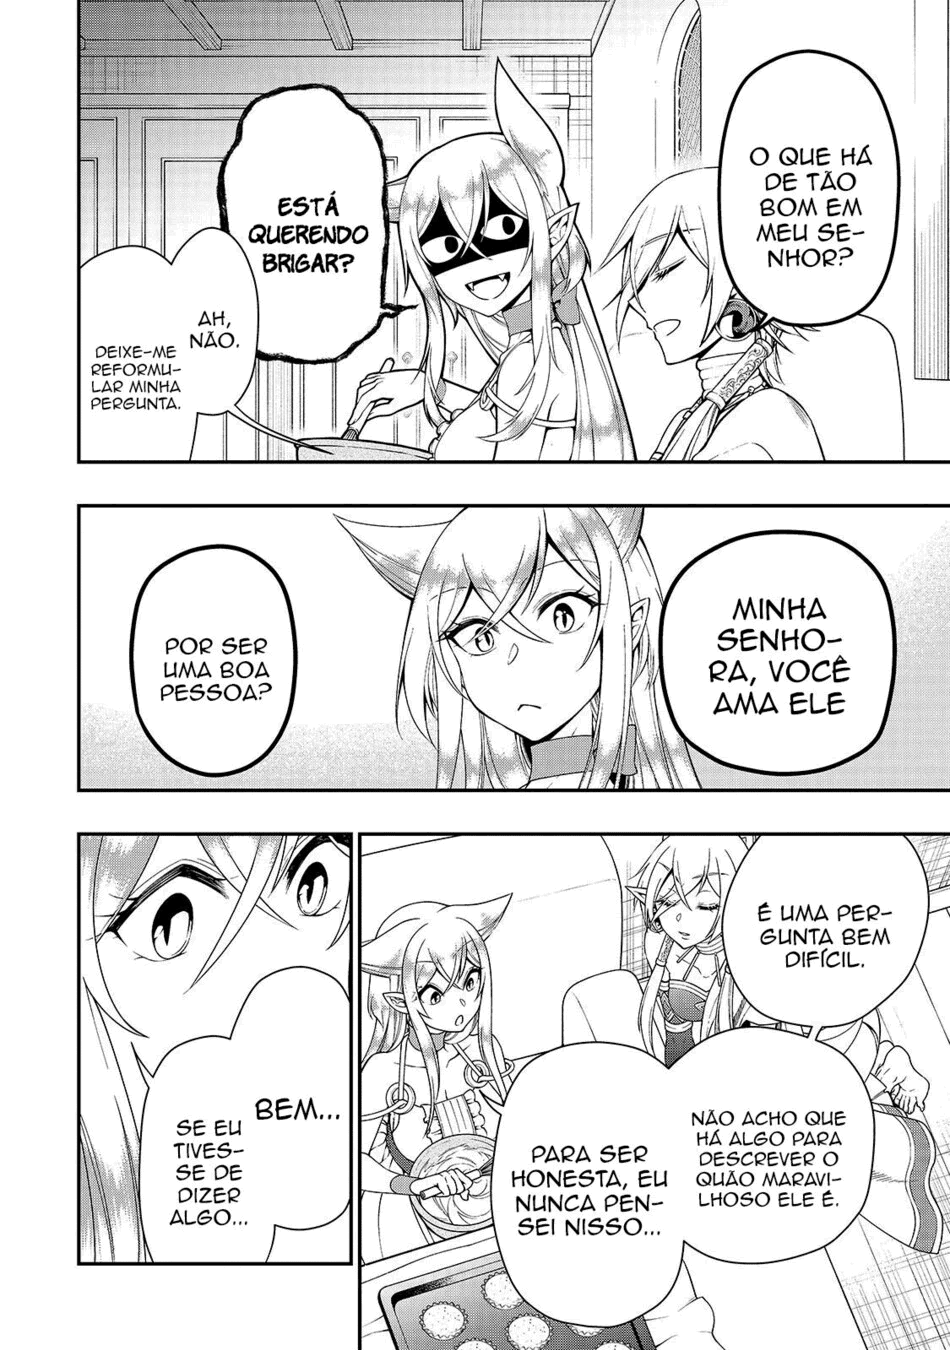 O QUE HÁ
DE TÃO
BOM EM
MEU SE-
NHOR?
ESTÁ
QUERENDO
BRIGAR?
AH,
NÃO.
DEIXE-ME
REFORMU-
LAR MINHA
PERGUNTA.
MINHA
SENHO-
RA, VOCÊ
AMA ELE
POR SER
UMA BOA
PESSOA?
É UMA PER-
GUNTA BEM
DIFÍCIL.
NÃO ACHO QUE
HÁ ALGO PARA
DESCREVER O
QUÃO MARAVI-
LHOSO ELE É.
PARA SER
HONESTA, EU
NUNCA PEN-
SEI NISSO...
BEM...
SE EU
TIVES-
SE DE
DIZER
ALGO...